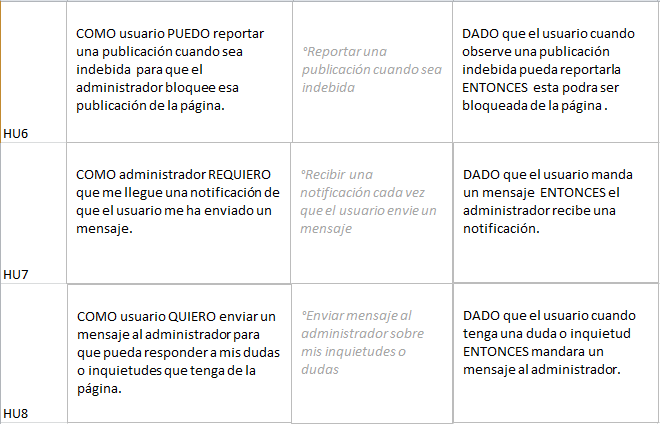 COMO usuario PUEDO reportar
una publicación cuando sea
indebida para que el
administrador bloquee esa
publicación de la página.
°Reportar una
publicación cuando sea
indebida
DADO que el usuario cuando
observe una publicación
indebida pueda reportarla
ENTONCES esta podra ser
bloqueada de la página .
HU6
COMO administrador REQUIERO
que me llegue una notificación de
que el usuario me ha enviado un
mensaje.
°Recibir una
notificación cada vez
que el usuario envie un
mensaje
DADO que el usuario manda
un mensaje ENTONCES el
administrador recibe una
notificación.
HU7
COMO usuario QUIERO enviar un
mensaje al administrador para
que pueda responder a mis dudas
o inquietudes que tenga de la
página.
°Enviar mensaje al
administrador sobre
mis inquietudes o
dudas
DADO que el usuario cuando
tenga una duda o inquietud
ENTONCES mandara un
mensaje al administrador.
HU8